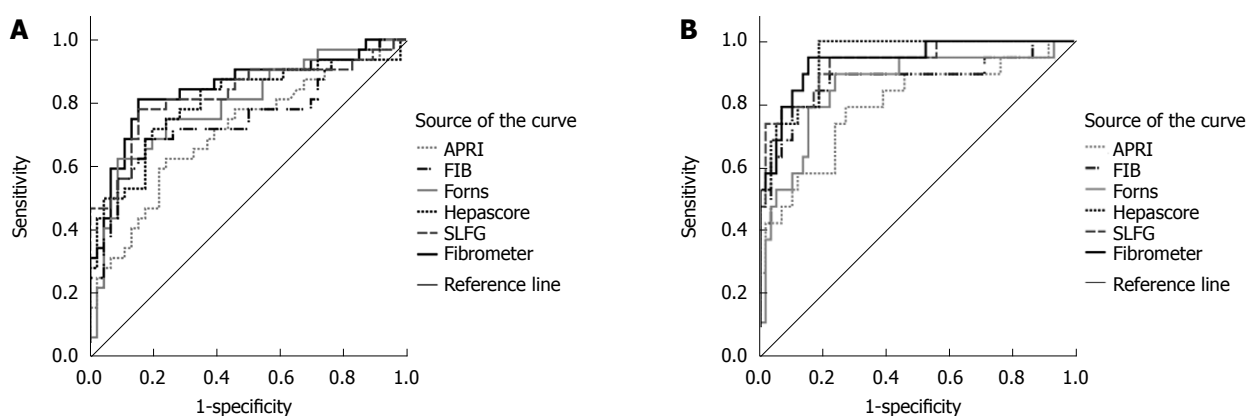 A
1.0
0.8
0.6
0.4
0.2
0.0
Sensitivity
0.0 0.2 0.4 0.6 0.8 1.0
1-specificity
Source of the curve
APRI
FIB
Forns
Hepascore
SLFG
Fibrometer
Reference line
B
1.0
0.8
0.6
0.4
0.2
0.0
Sensitivity
0.0 0.2 0.4 0.6 0.8 1.0
1-specificity
Source of the curve
APRI
FIB
Forns
Hepascore
SLFG
Fibrometer
Reference line